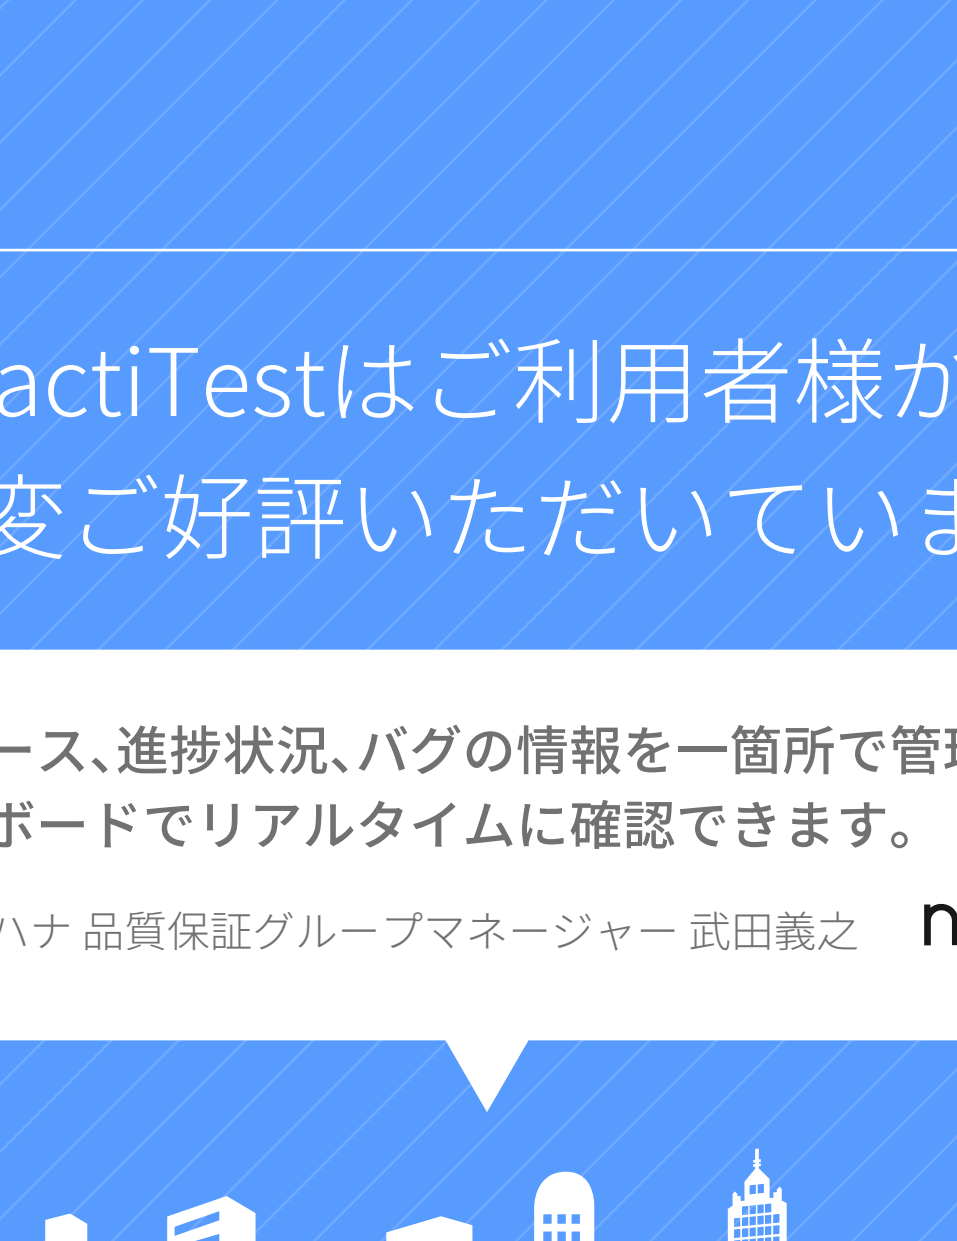 actiTestはご利用者様か
変ご好評いただいていま
ース、進捗状況、バグの情報を一箇所で管理
ボードでリアルタイムに確認できます。
ハナ 品質保証グループマネージャー 武田義之